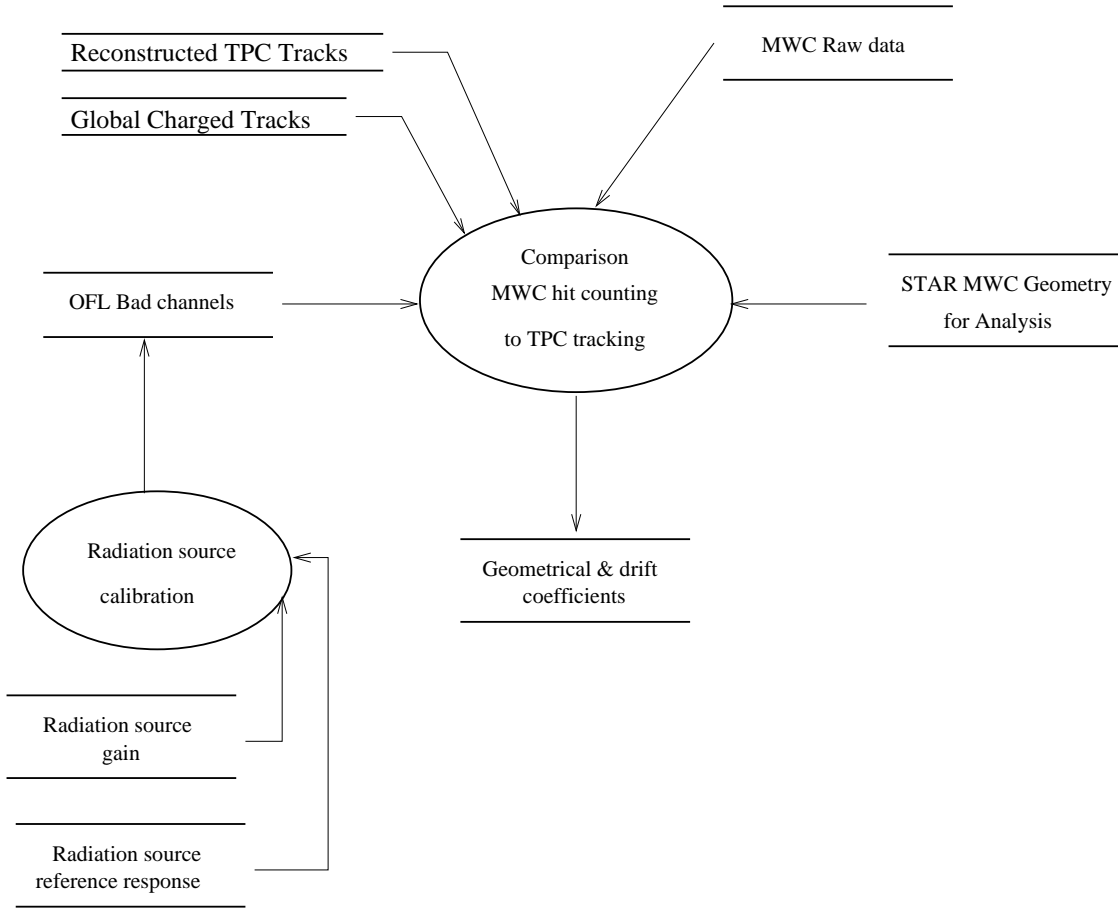 Reconstructed TPC Tracks
Global Charged Tracks
MWC Raw data
Comparison
MWC hit counting
to TPC tracking
OFL Bad channels
STAR MWC Geometry
for Analysis
Radiation source
calibration
Geometrical & drift
coefficients
Radiation source
gain
Radiation source
reference response